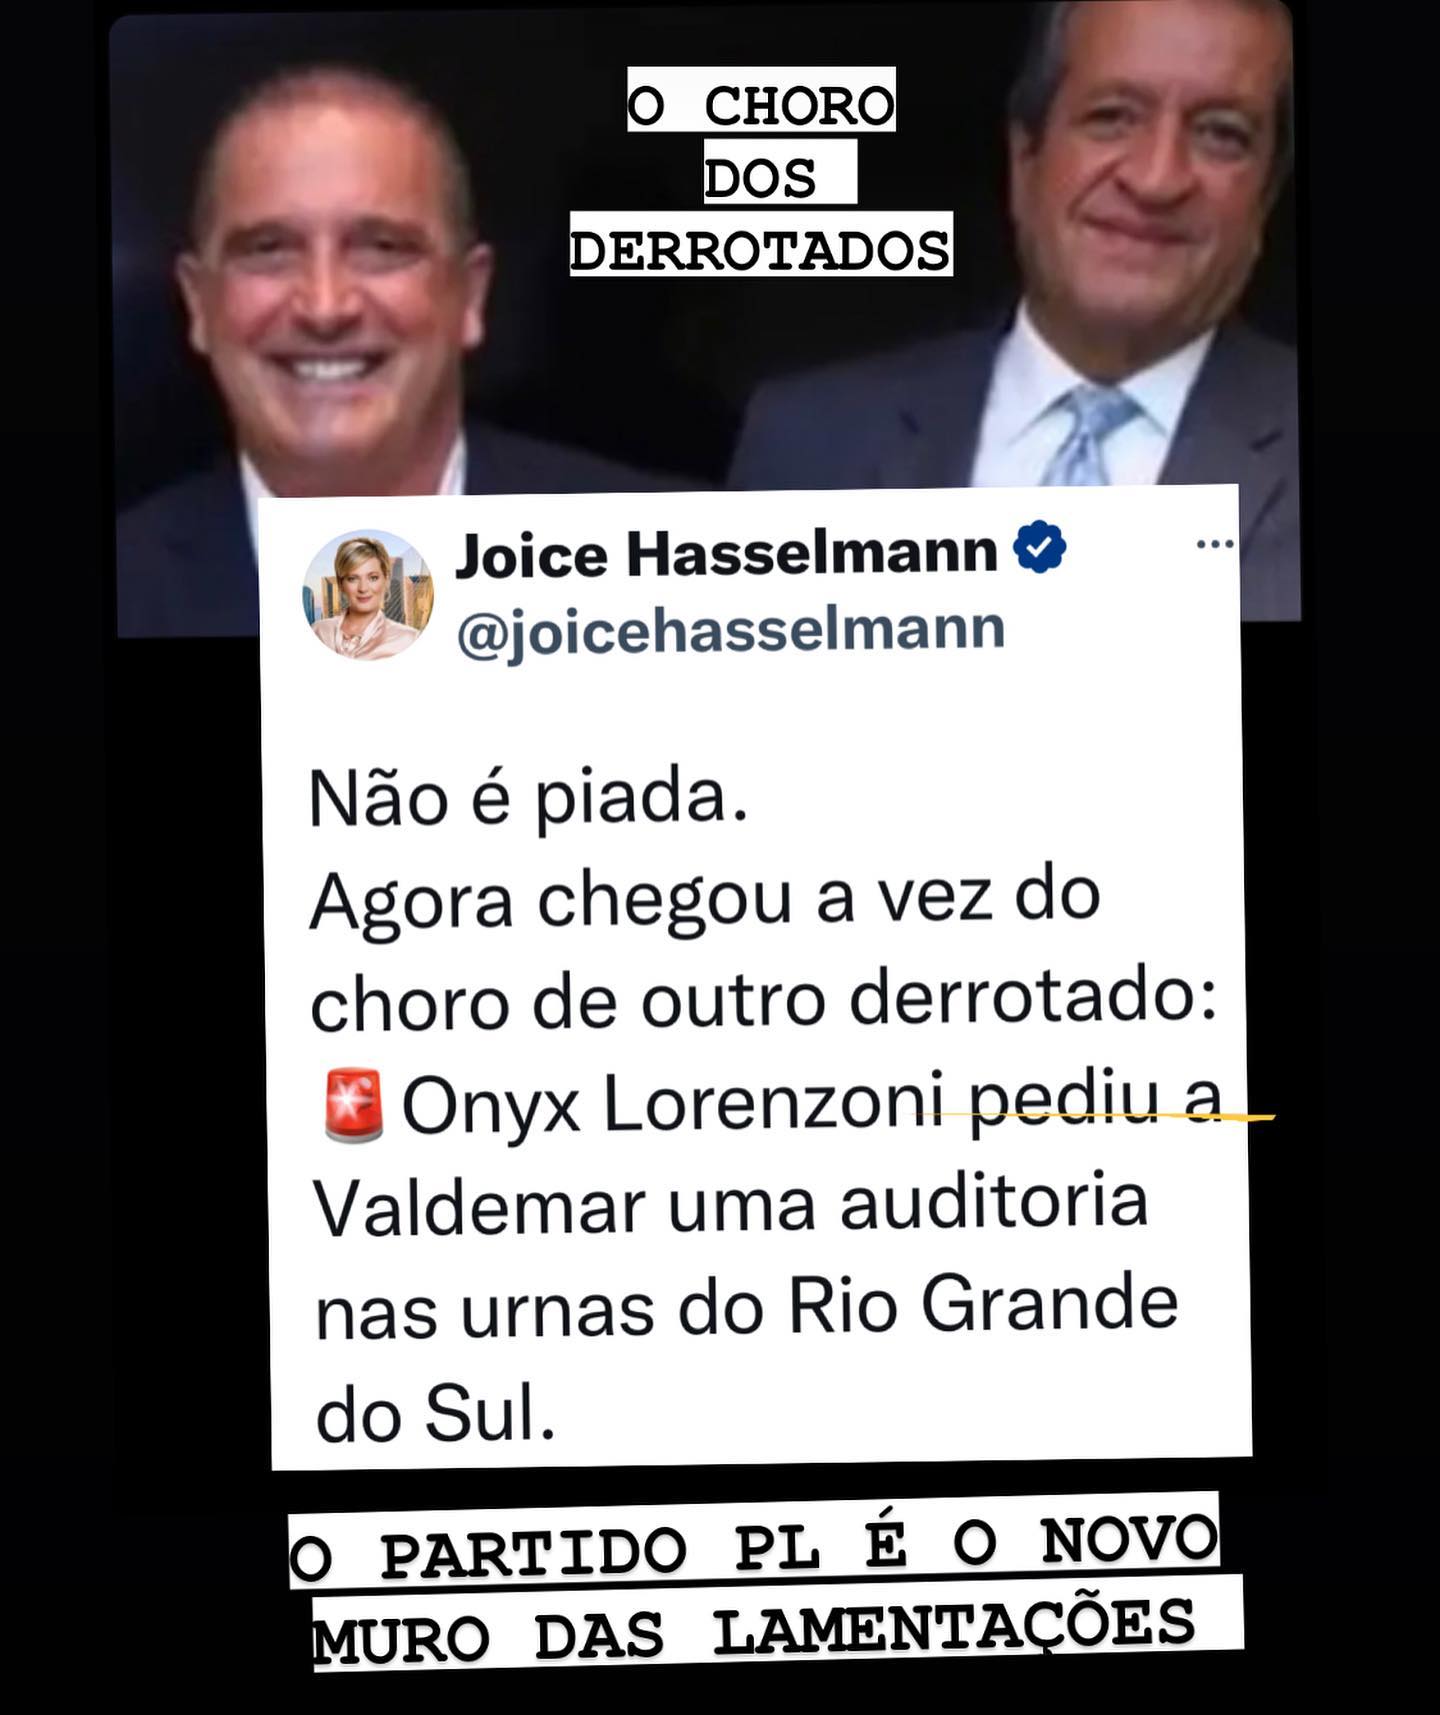 O CHORO
DOS
DERROTADOS
Joice Hasselmann
@joicehasselmann
Não é piada.
Agora chegou a vez do
choro de outro derrotado:
🚨Onyx Lorenzoni pediu a
Valdemar uma auditoria
nas urnas do Rio Grande
do Sul.
O PARTIDO PL É O NOVO
MURO DAS LAMENTAÇÕES